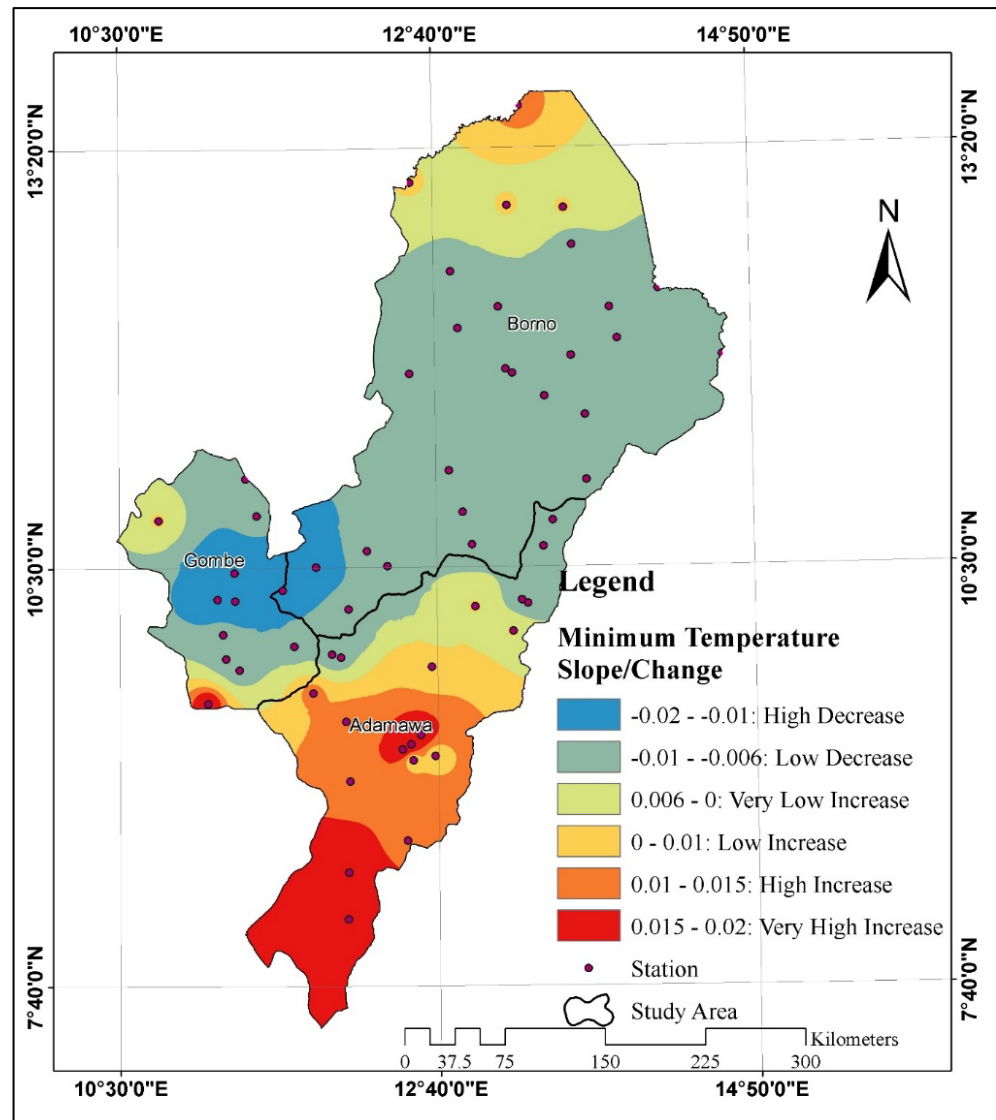 10°30'0"E 12°40'0"E 14°50'0"E
13°20'0"N 13°20'0"N
N
Borno
Gombe
10°30'0"N 10°30'0"N
Legend
Minimum Temperature
Slope/Change
-0.02 - -0.01: High Decrease
Adamawa
-0.01 - -0.006: Low Decrease
0.006 - 0: Very Low Increase
0 - 0.01: Low Increase
0.01 - 0.015: High Increase
0.015 - 0.02: Very High Increase
Station
7°40'0"N 7°40'0"N
Study Area
Kilometers
0 37.5 75 150 225 300
10°30'0"E 12°40'0"E 14°50'0"E